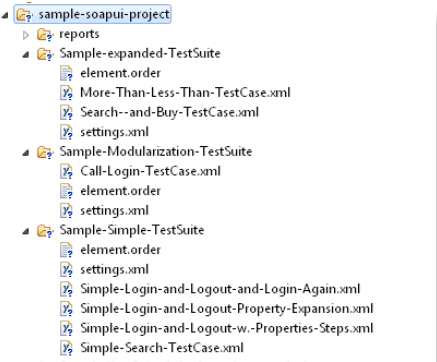 sample-soapui-project
reports
Sample-expanded-TestSuite
element.order
More-Than-Less-Than-TestCase.xml
Search--and-Buy-TestCase.xml
settings.xml
Sample-Modularization-TestSuite
Call-Login-TestCase.xml
element.order
settings.xml
Sample-Simple-TestSuite
element.order
settings.xml
Simple-Login-and-Logout-and-Login-Again.xml
Simple-Login-and-Logout-Property-Expansion.xml
Simple-Login-and-Logout-w.-Properties-Steps.xml
Simple-Search-TestCase.xml